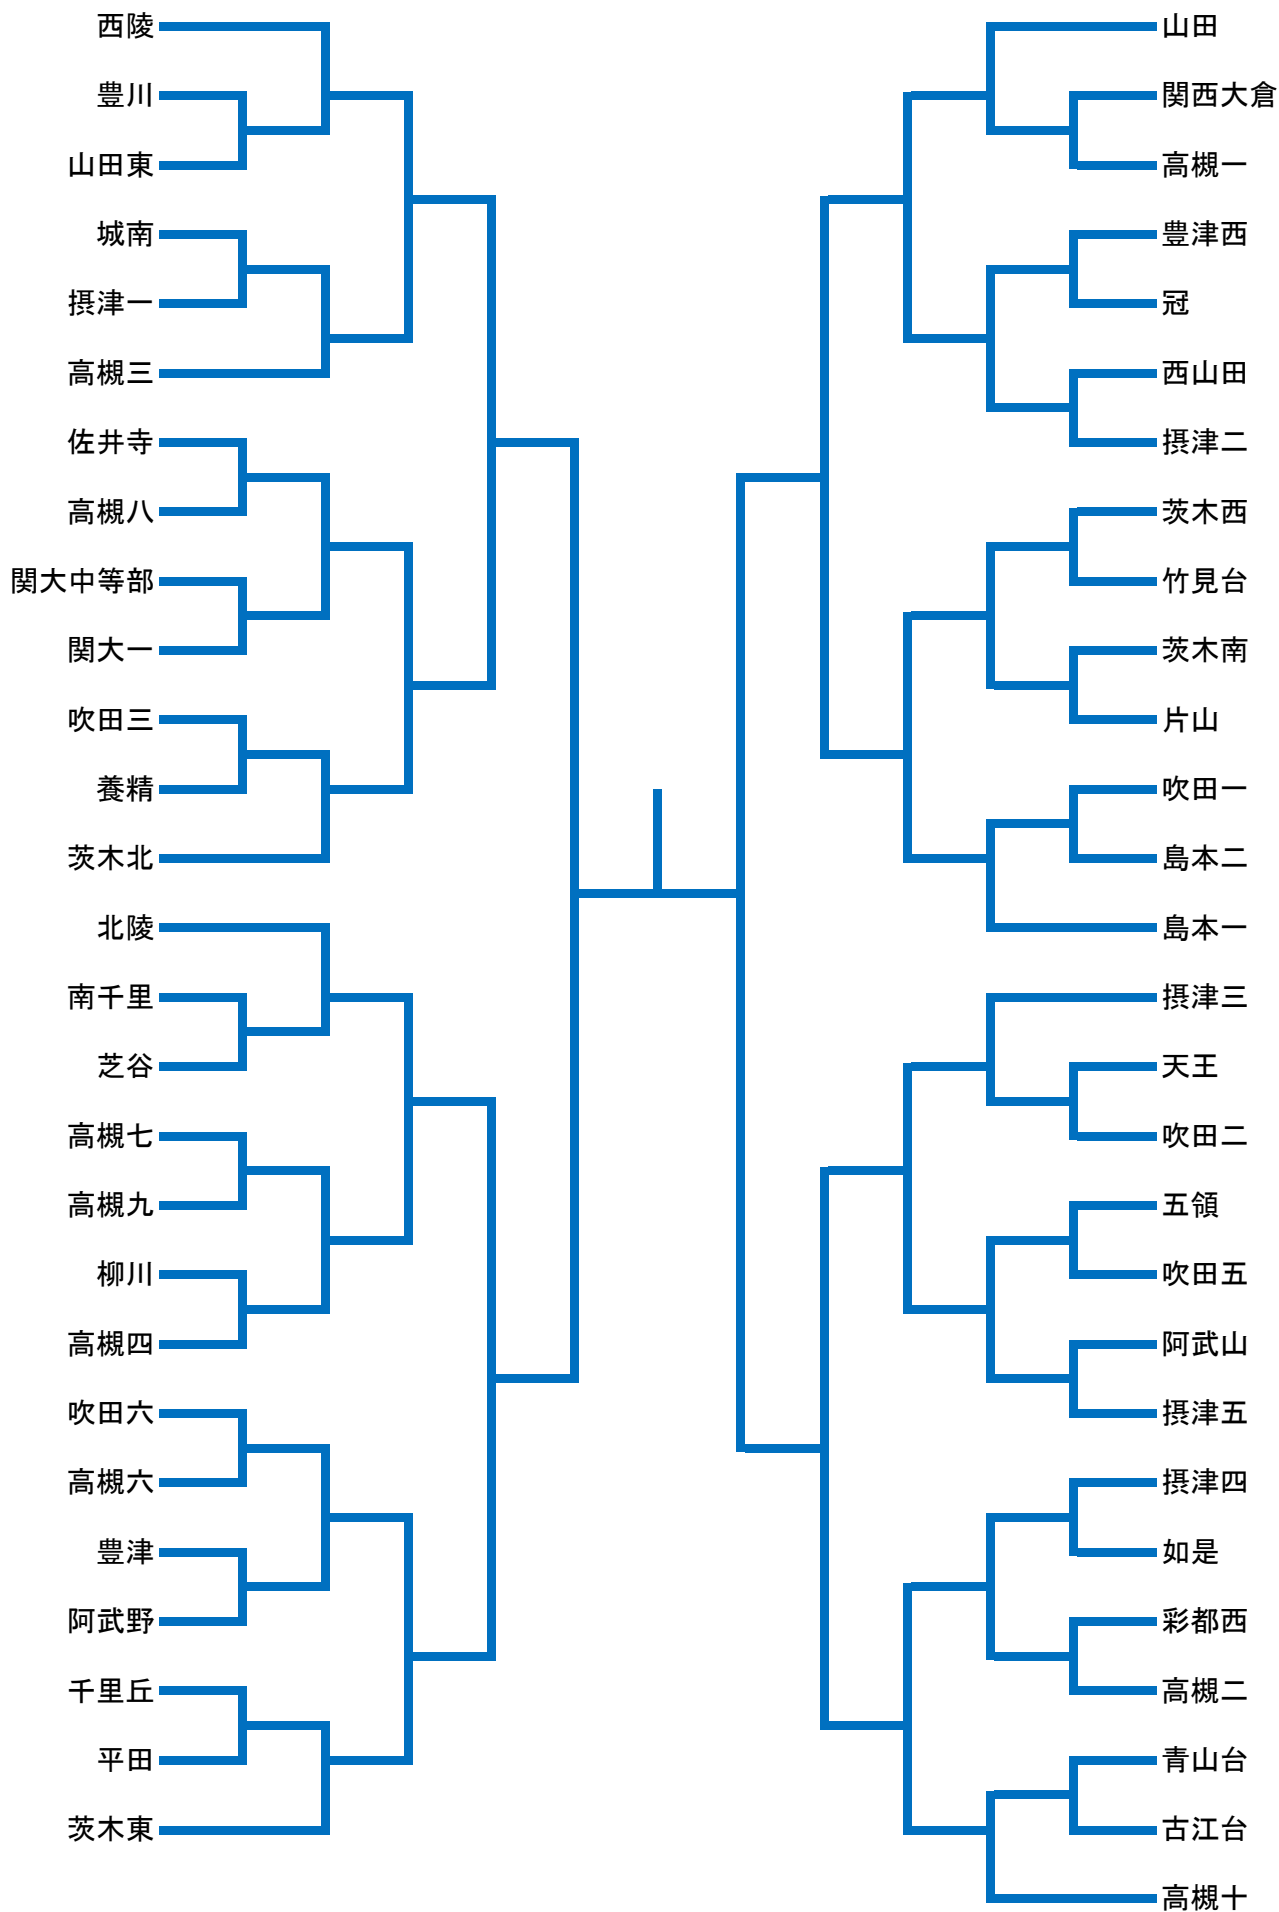 西陵
豊川
山田東
城南
摂津一
高槻三
佐井寺
高槻八
関大中等部
関大一
吹田三
養精
茨木北
北陵
南千里
芝谷
高槻七
高槻九
柳川
高槻四
吹田六
高槻六
豊津
阿武野
千里丘
平田
茨木東
山田
関西大倉
高槻一
豊津西
冠
西山田
摂津二
茨木西
竹見台
茨木南
片山
吹田一
島本二
島本一
摂津三
天王
吹田二
五領
吹田五
阿武山
摂津五
摂津四
如是
彩都西
高槻二
青山台
古江台
高槻十